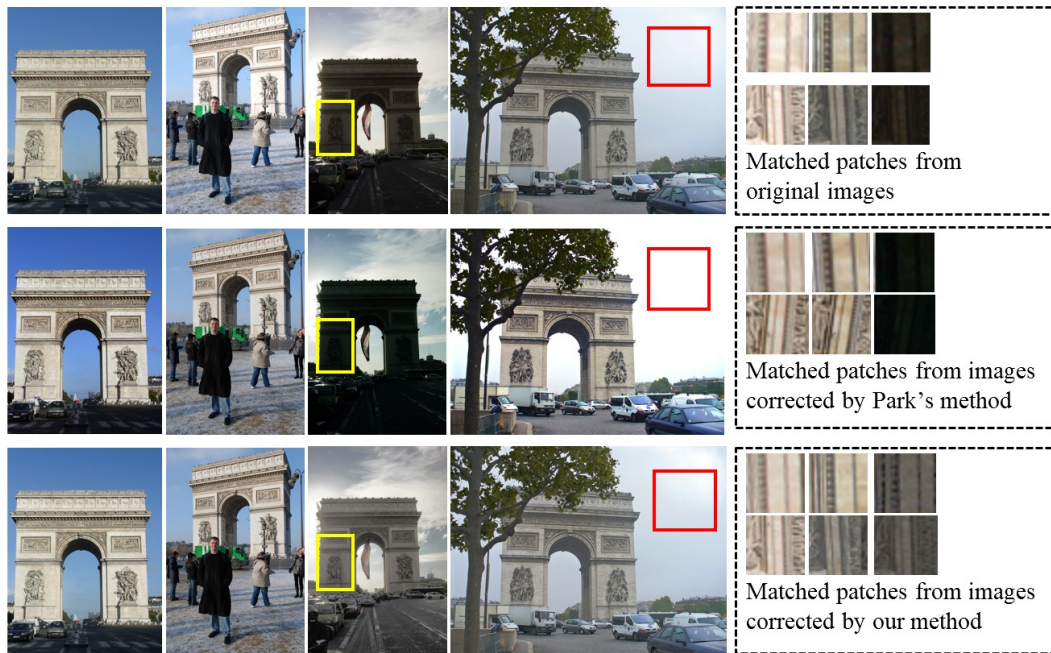 Matched patches from
original images
Matched patches from images
corrected by Park's method
Matched patches from images
corrected by our method